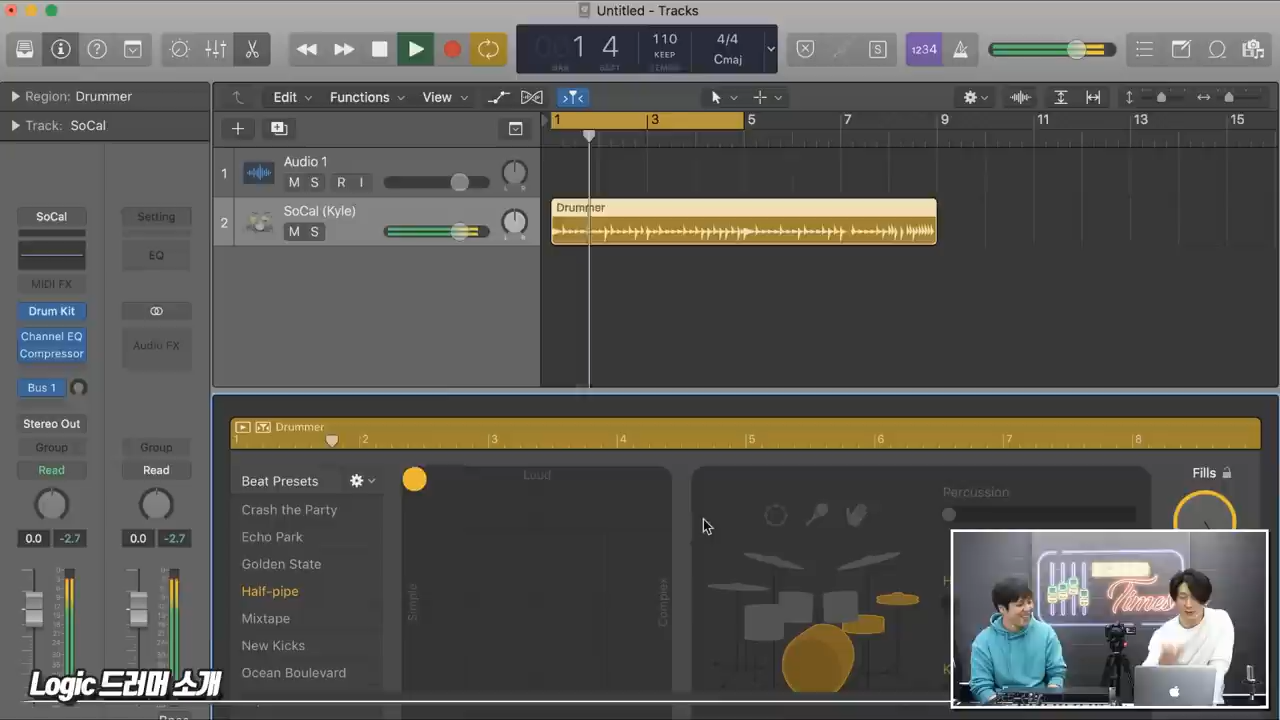 Untitled - Tracks
1 4
110
KEEP
4/4
Cmaj
S
1234
Region: Drummer
Track: SoCal
Edit
Functions
View
1 3 5 7 9 11 13 15
1
Audio 1
M S R I
2
SoCal (Kyle)
M S
Drummer
SoCal
Setting
EQ
MIDI FX
Drum Kit
Channel EQ
Compressor
Audio FX
Bus 1
Stereo Out
Group
Group
Read
Read
0.0 -2.7
0.0 -2.7
Drummer
1 2 3 4 5 6 7 8
Beat Presets
Crash the Party
Echo Park
Golden State
Half-pipe
Mixtape
New Kicks
Ocean Boulevard
Loud
Simple
Complex
Percussion
Fills
Times
Logic 드러머 소개